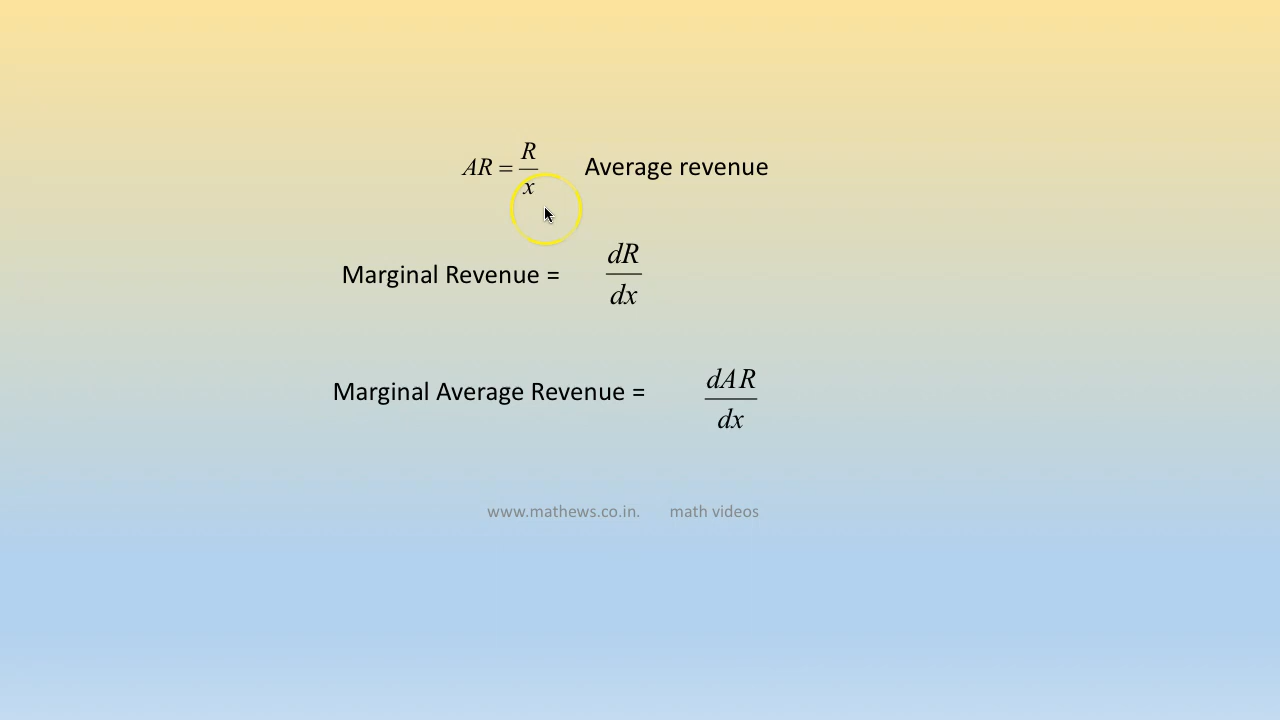 AR = R/x Average revenue
Marginal Revenue = dR/dx
Marginal Average Revenue = dAR/dx
www.mathews.co.in. math videos